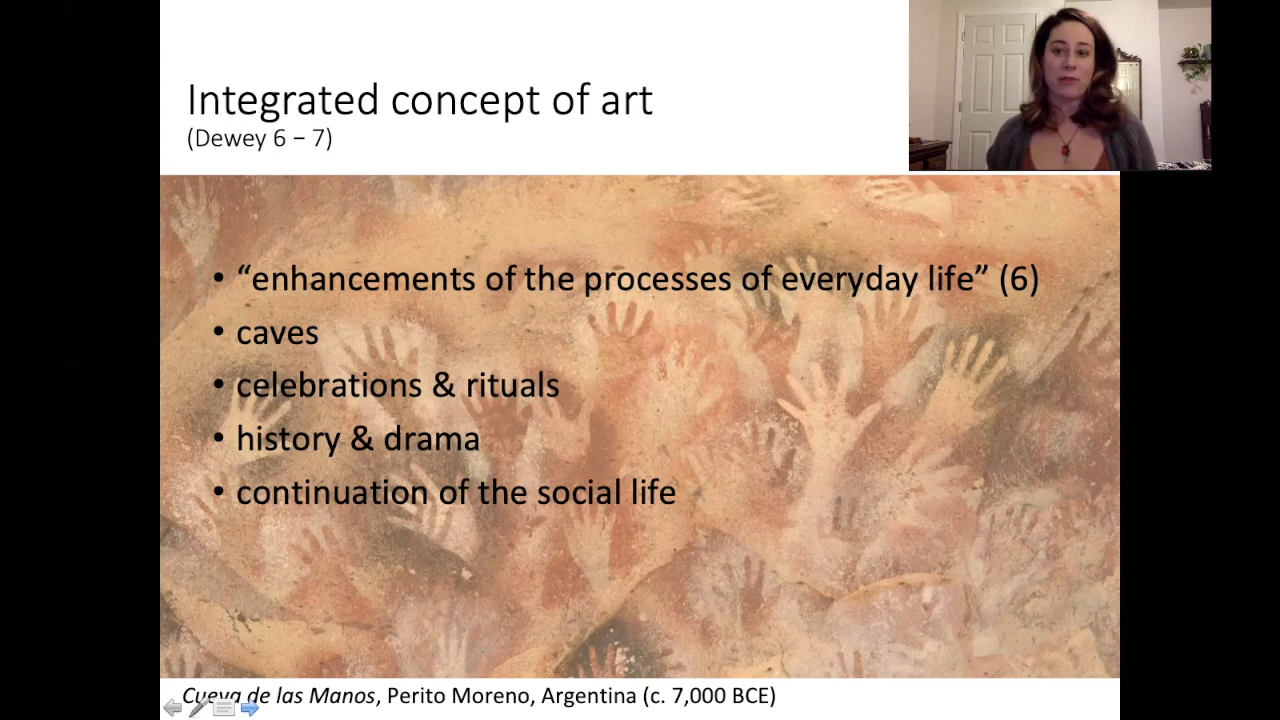 Integrated concept of art
(Dewey 6 – 7)
• “enhancements of the processes of everyday life” (6)
• caves
• celebrations & rituals
• history & drama
• continuation of the social life
Cueva de las Manos, Perito Moreno, Argentina (c. 7,000 BCE)